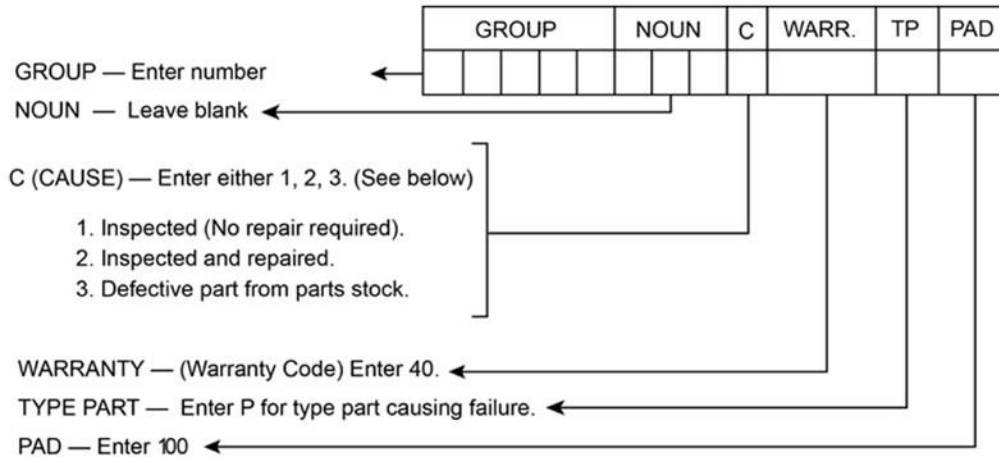 GROUP NOUN C WARR. TP PAD
GROUP — Enter number
NOUN — Leave blank
C (CAUSE) — Enter either 1, 2, 3. (See below)
1. Inspected (No repair required).
2. Inspected and repaired.
3. Defective part from parts stock.
WARRANTY — (Warranty Code) Enter 40.
TYPE PART — Enter P for type part causing failure.
PAD — Enter 100